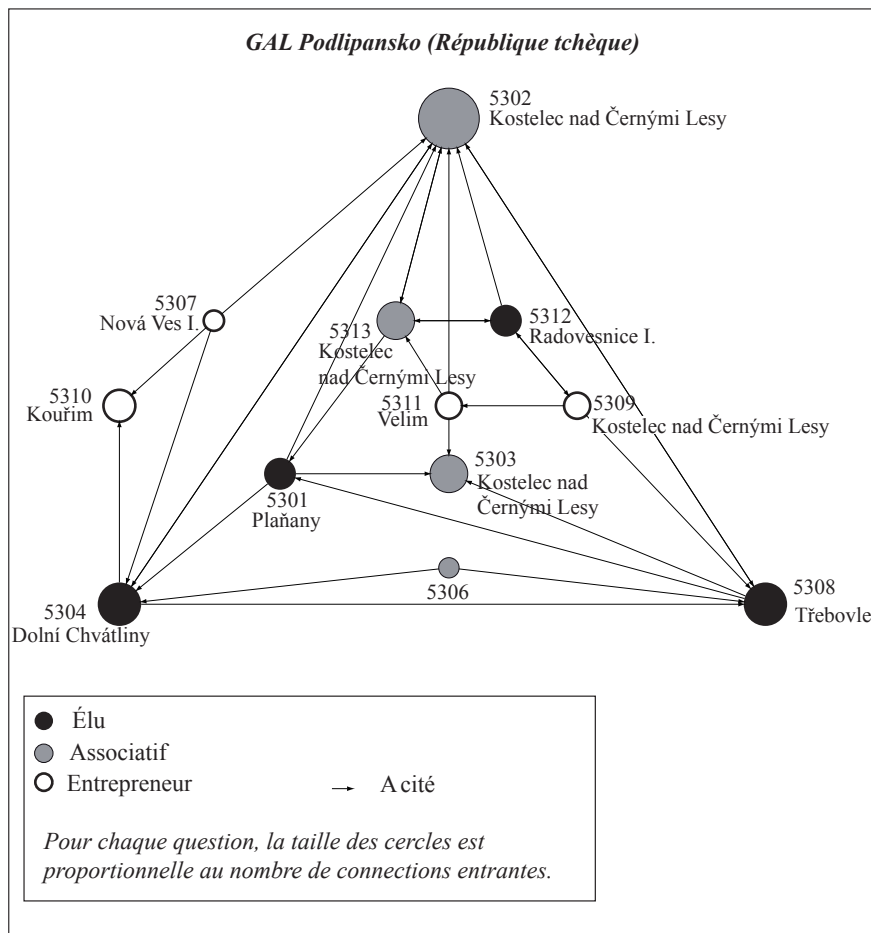 GAL Podlipansko (République tchèque)
5302
Kostelec nad Černými Lesy
5307
Nová Ves I.
5313
Kostelec
nad Černými Lesy
5312
Radovesnice I.
5310
Kouřim
5311
Velim
5309
Kostelec nad Černými Lesy
5303
Kostelec nad
Černými Lesy
5301
Plaňany
5306
5304
Dolní Chvátliny
5308
Třebovle
Élu
Associatif
Entrepreneur
A cité
Pour chaque question, la taille des cercles est
proportionnelle au nombre de connections entrantes.